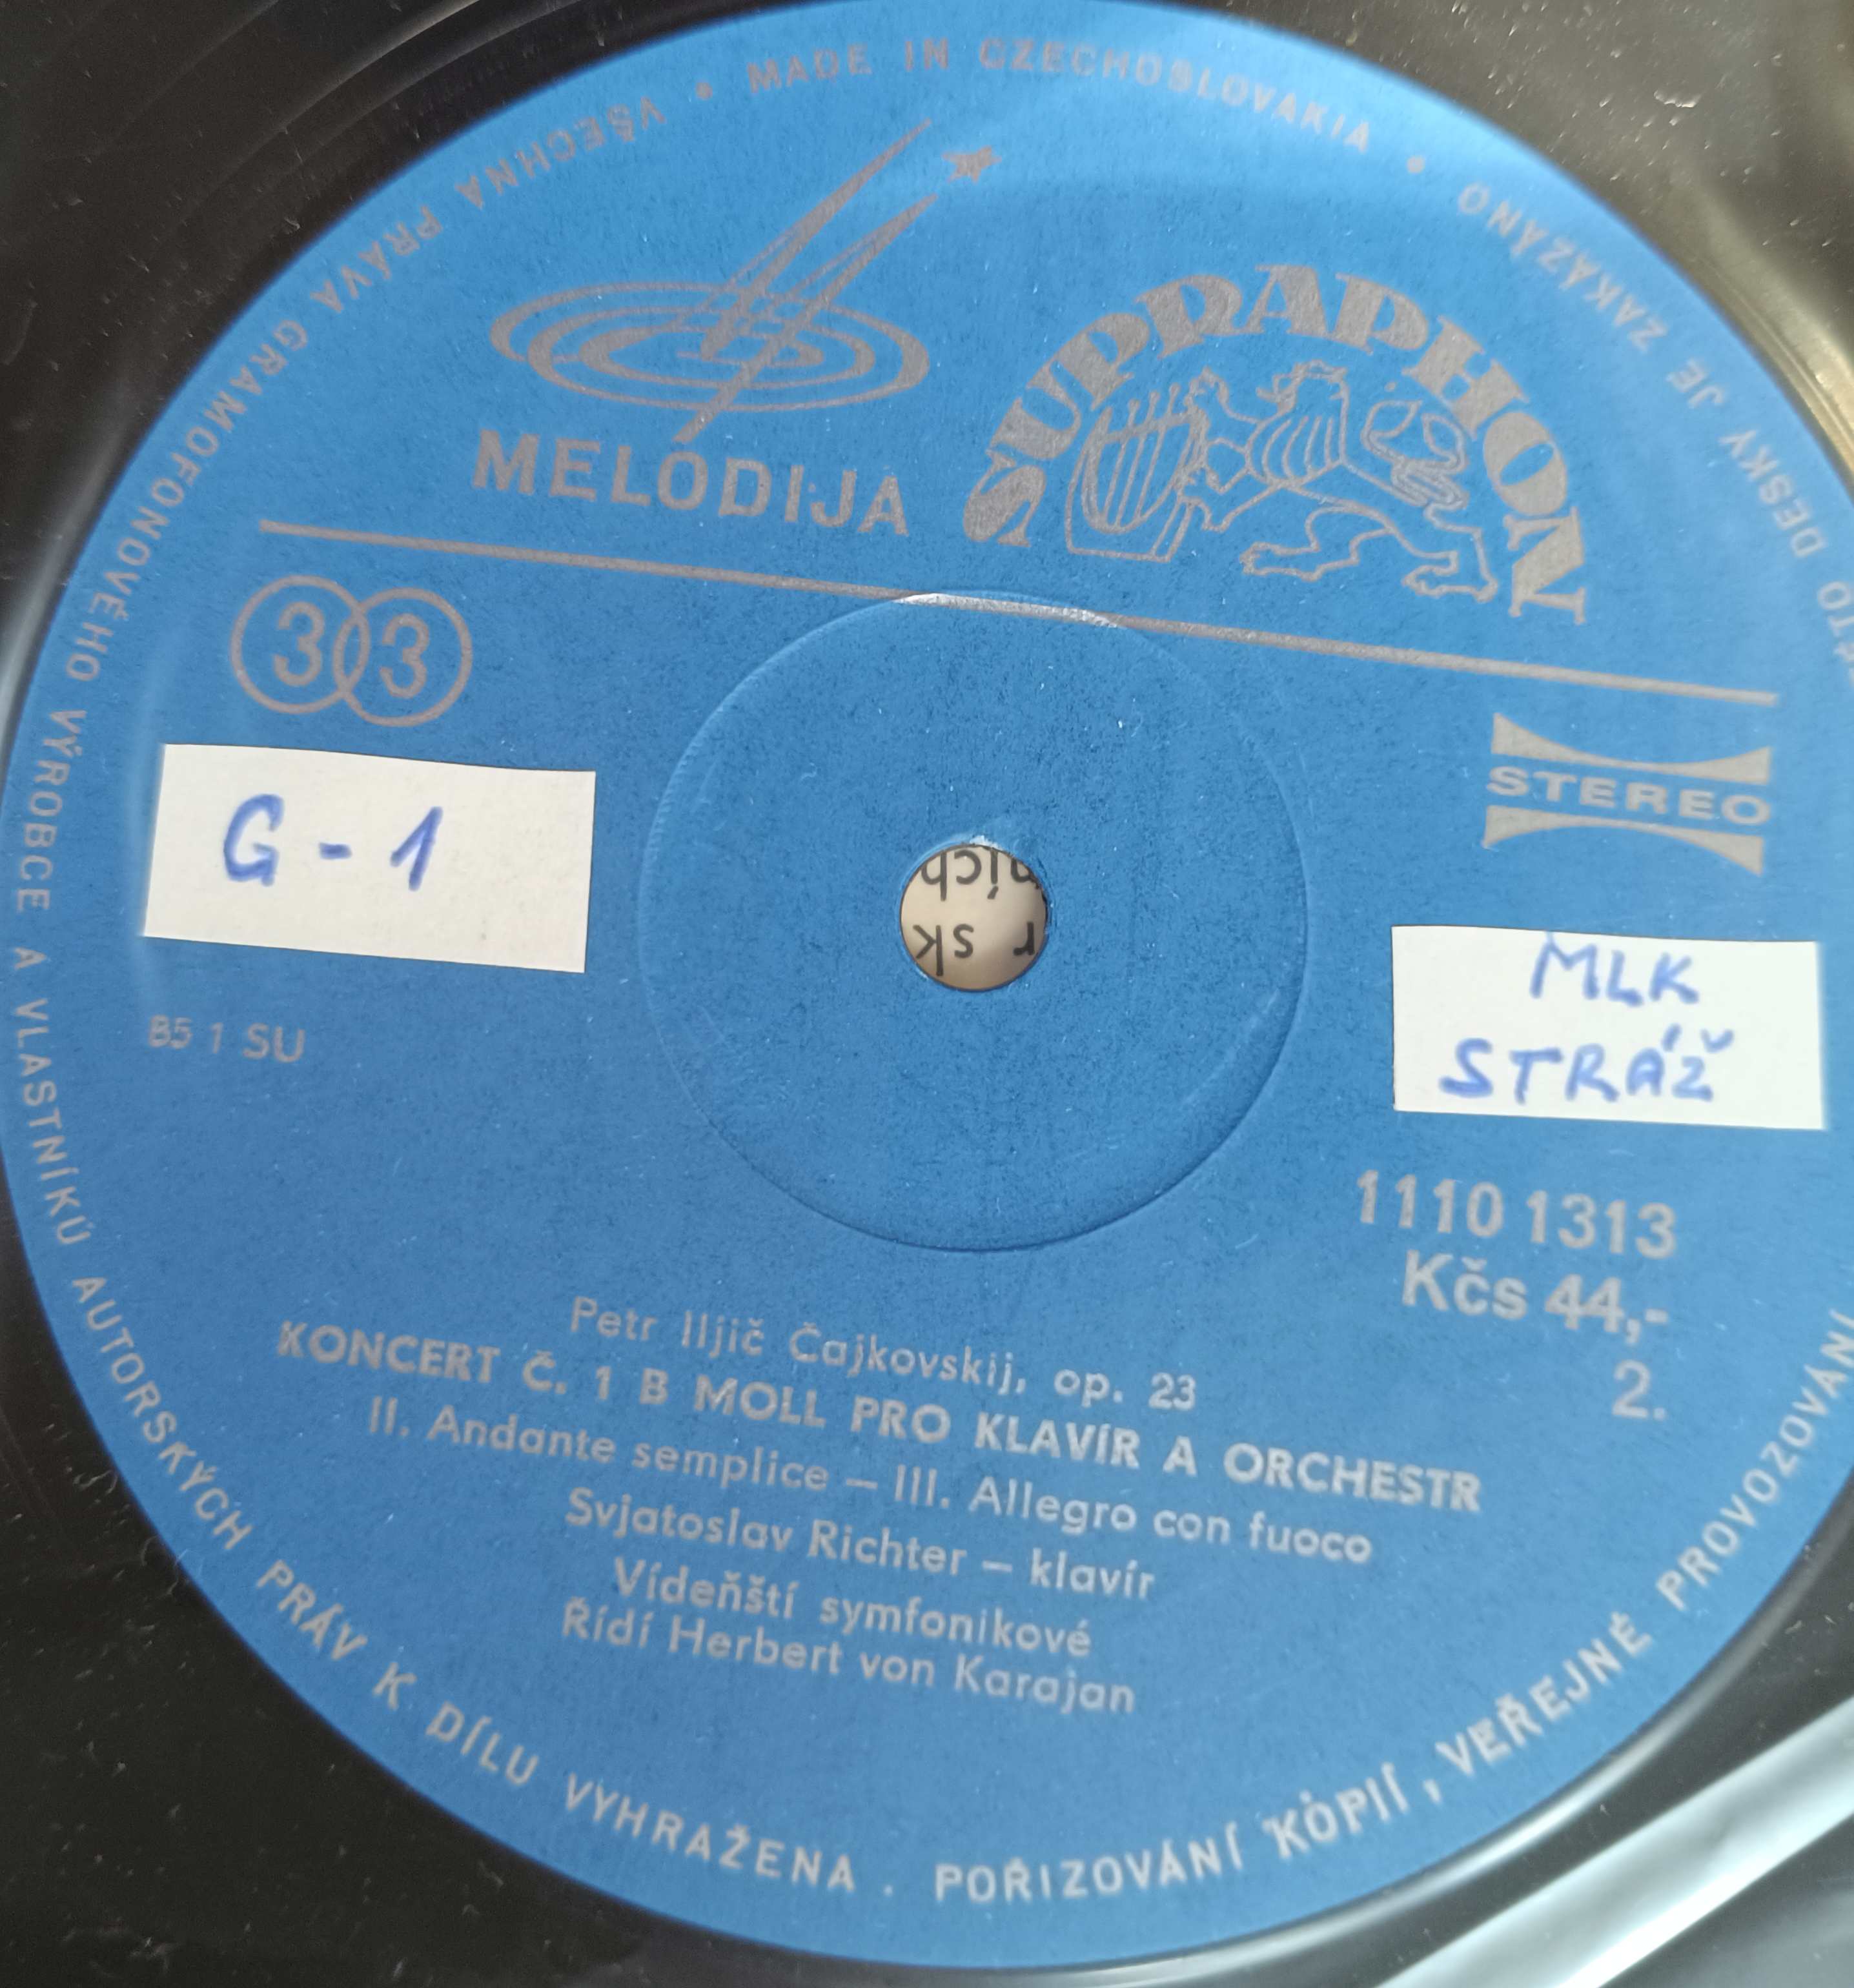 VŠECHNA PRÁVA GRAMOFONOVÉHO VÝROBCE A VLASTNÍKŮ AUTORSKÝCH PRÁV K DÍLU VYHRAŽENA . POŘIZOVÁNÍ KOPIÍ, VEŘEJNÉ PROVOZOVÁNÍ DESKY JE ZAKÁZÁNO
• MADE IN CZECHOSLOVAKIA •
MELODIJA
SUPRAPHON
33
STEREO
G-1
MLK
STRÁŽ
B5 1 SU
r sk
1110 1313
Kčs 44,-
2.
Petr Iljič Čajkovskij, op. 23
KONCERT Č. 1 B MOLL PRO KLAVÍR A ORCHESTR
II. Andante semplice – III. Allegro con fuoco
Svjatoslav Richter – klavír
Vídeňští symfonikové
Řídí Herbert von Karajan